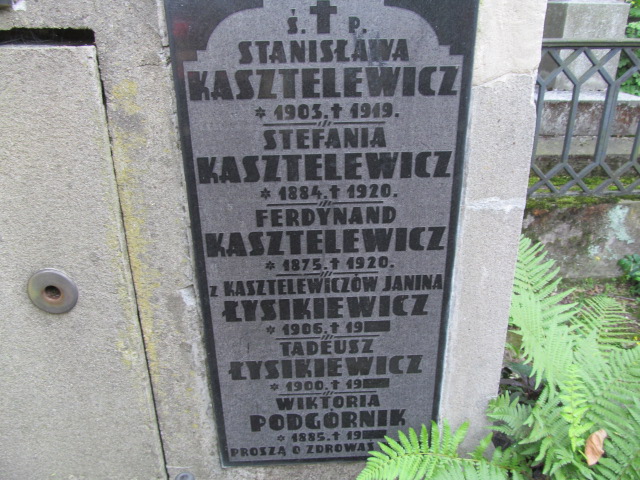 Ś. † P.
STANISŁAWA
KASZTELEWICZ
* 1903. † 1919.
STEFANIA
KASZTELEWICZ
* 1884. † 1920.
FERDYNAND
KASZTELEWICZ
* 1875. † 1920.
Z KASZTELEWICZÓW JANINA
ŁYSIKIEWICZ
* 1906. † 19
TADEUSZ
ŁYSIKIEWICZ
* 1900. † 19
WIKTORIA
PODGÓRNIK
* 1885. † 19
PROSZĄ O ZDROWAŚ